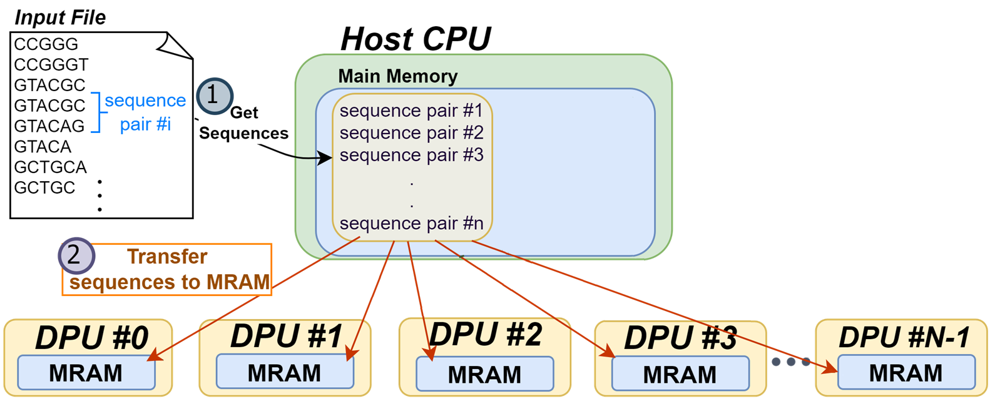 Input File
CCGGG
CCGGGT
GTACGC
GTACGC
GTACAG
GTACA
GCTGCA
GCTGC
sequence
pair #i
1
Get
Sequences
Host CPU
Main Memory
sequence pair #1
sequence pair #2
sequence pair #3
.
.
sequence pair #n
2
Transfer
sequences to MRAM
DPU #0
MRAM
DPU #1
MRAM
DPU #2
MRAM
DPU #3
MRAM
DPU #N-1
MRAM